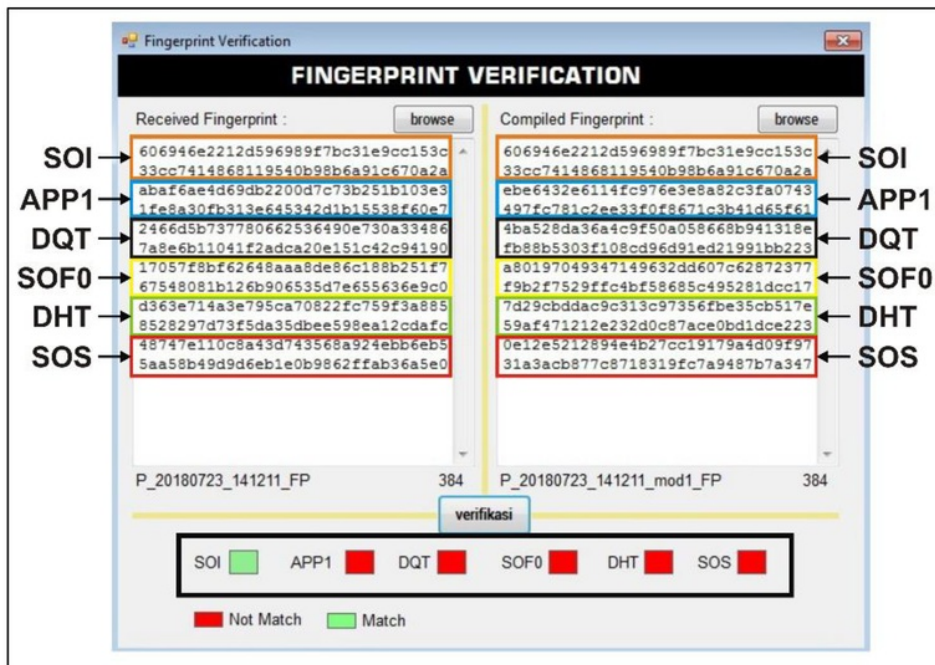 Fingerprint Verification
FINGERPRINT VERIFICATION
Received Fingerprint :
browse
Compiled Fingerprint :
browse
SOI
606946e2212d596989f7bc31e9cc153c
33cc7414868119540b98b6a91c670a2a
606946e2212d596989f7bc31e9cc153c
33cc7414868119540b98b6a91c670a2a
SOI
APP1
abaf6ae4d69db2200d7c73b251b103e3
1fe8a30fb313e645342d1b15538f60e7
ebe6432e6114fc976e3e8a82c3fa0743
497fc781c2ee33f0f8671c3b41d65f61
APP1
DQT
2466d5b737780662536490e730a33486
7a8e6b11041f2adca20e151c42c94190
4ba528da36a4c9f50a058668b941318e
fb88b5303f108cd96d91ed21991bb223
DQT
SOF0
17057f8bf62648aaa8de86c188b251f7
67548081b126b906535d7e655636e9c0
a80197049347149632dd607c62872377
f9b2f7529ffc4bf58685c495281dcc17
SOF0
DHT
d363e714a3e795ca70822fc759f3a885
8528297d73f5da35dbee598ea12cdafc
7d29cbddac9c313c97356fbe35cb517e
59af471212e232d0c87ace0bd1dce223
DHT
SOS
48747e110c8a43d743568a924ebb6eb5
5aa58b49d9d6eb1e0b9862ffab36a5e0
0e12e5212894e4b27cc19179a4d09f97
31a3acb877c8718319fc7a9487b7a347
SOS
P_20180723_141211_FP
384
P_20180723_141211_mod1_FP
384
verifikasi
SOI APP1 DQT SOF0 DHT SOS
Not Match Match